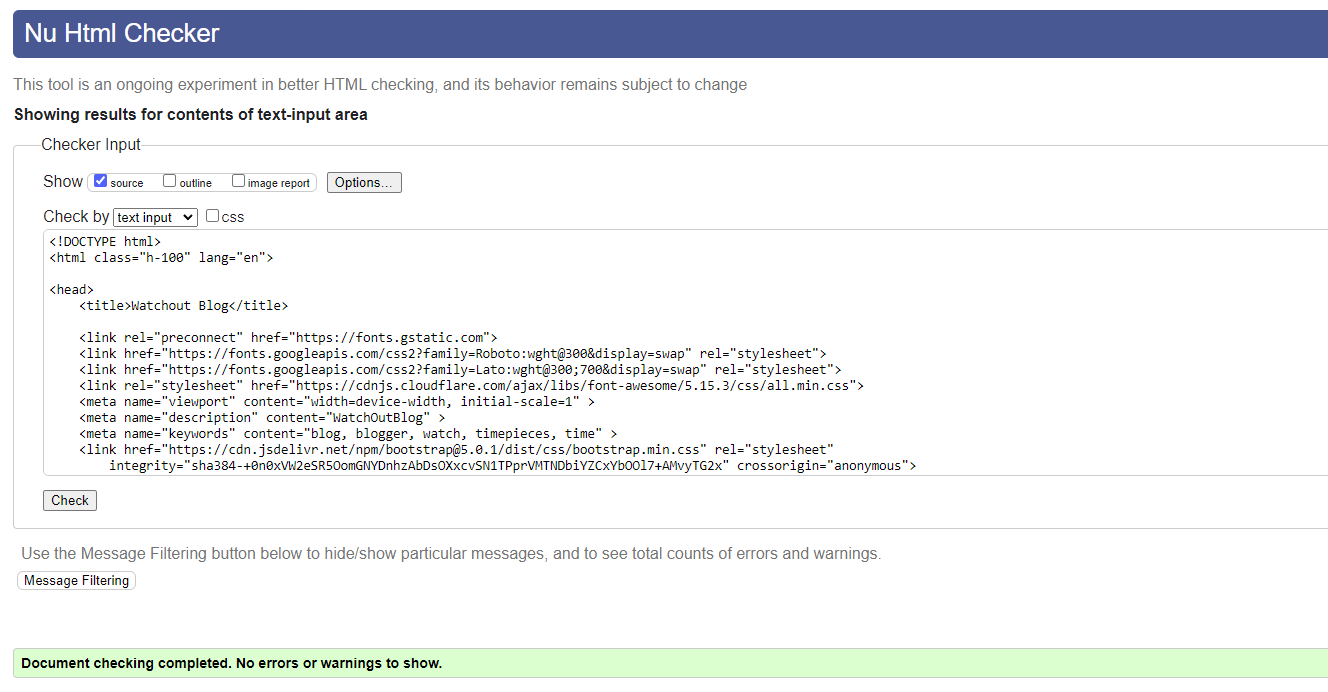 Nu Html Checker
This tool is an ongoing experiment in better HTML checking, and its behavior remains subject to change
Showing results for contents of text-input area
Checker Input
Show source outline image report Options...
Check by text input css
<!DOCTYPE html>
<html class="h-100" lang="en">
<head>
<title>Watchout Blog</title>
<link rel="preconnect" href="https://fonts.gstatic.com">
<link href="https://fonts.googleapis.com/css2?family=Roboto:wght@300&display=swap" rel="stylesheet">
<link href="https://fonts.googleapis.com/css2?family=Lato:wght@300;700&display=swap" rel="stylesheet">
<link rel="stylesheet" href="https://cdnjs.cloudflare.com/ajax/libs/font-awesome/5.15.3/css/all.min.css">
<meta name="viewport" content="width=device-width, initial-scale=1" >
<meta name="description" content="WatchOutBlog" >
<meta name="keywords" content="blog, blogger, watch, timepieces, time" >
<link href="https://cdn.jsdelivr.net/npm/bootstrap@5.0.1/dist/css/bootstrap.min.css" rel="stylesheet"
integrity="sha384-+0n0xVW2eSR5OomGNYDnhzAbDsOXxcvSN1TPprVMTNDbiYZCxYbOOl7+AMvyTG2x" crossorigin="anonymous">
Check
Use the Message Filtering button below to hide/show particular messages, and to see total counts of errors and warnings.
Message Filtering
Document checking completed. No errors or warnings to show.